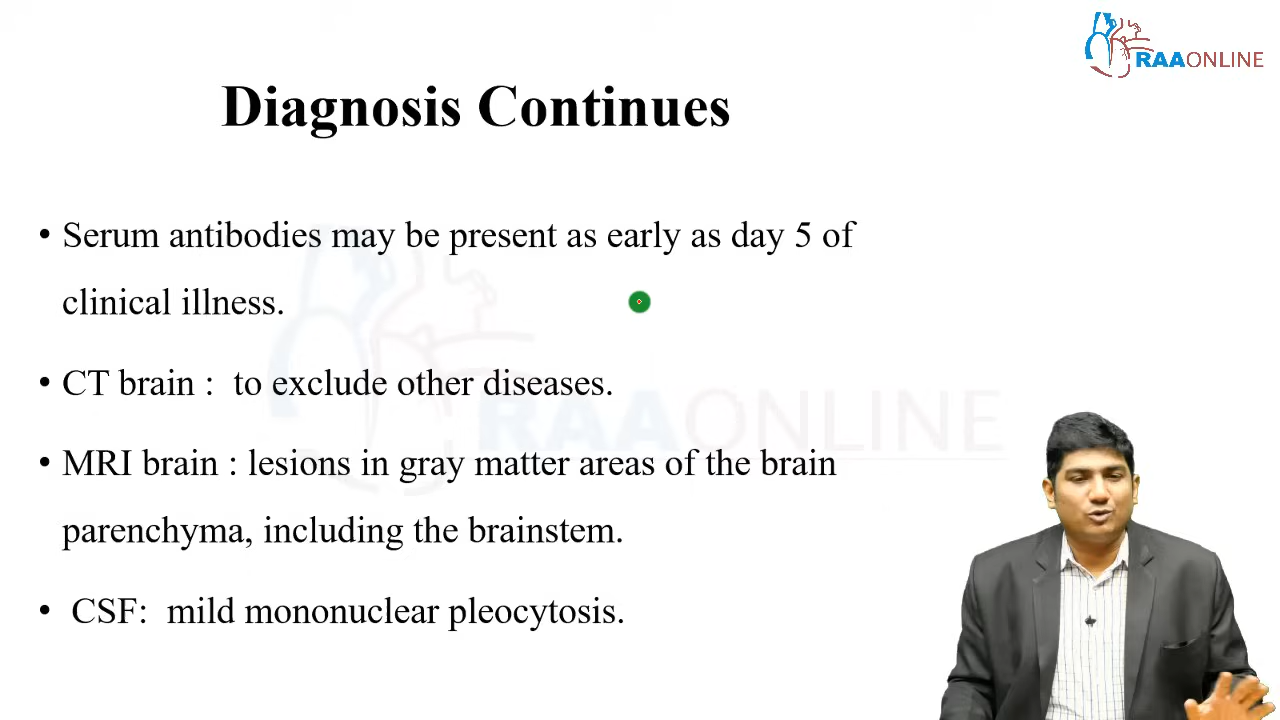 RAAONLINE
Diagnosis Continues
• Serum antibodies may be present as early as day 5 of
clinical illness.
• CT brain : to exclude other diseases.
RAAONLINE
• MRI brain : lesions in gray matter areas of the brain
parenchyma, including the brainstem.
• CSF: mild mononuclear pleocytosis.